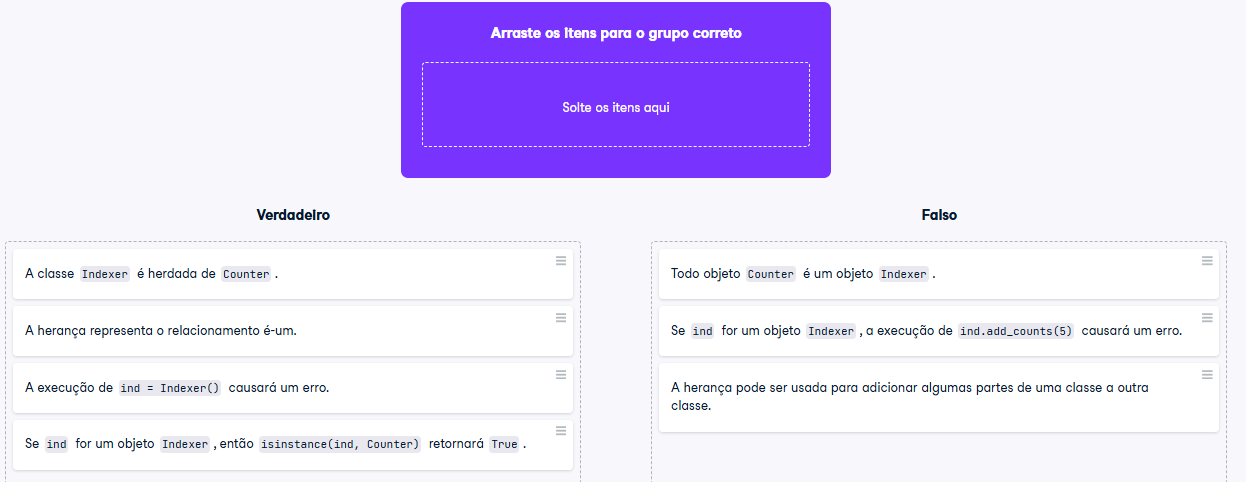 Arraste os itens para o grupo correto
Solte os itens aqui
Verdadeiro
A classe Indexer é herdada de Counter .
A herança representa o relacionamento é-um.
A execução de ind = Indexer() causará um erro.
Se ind for um objeto Indexer , então isinstance(ind, Counter) retornará True .
Falso
Todo objeto Counter é um objeto Indexer .
Se ind for um objeto Indexer , a execução de ind.add_counts(5) causará um erro.
A herança pode ser usada para adicionar algumas partes de uma classe a outra
classe.